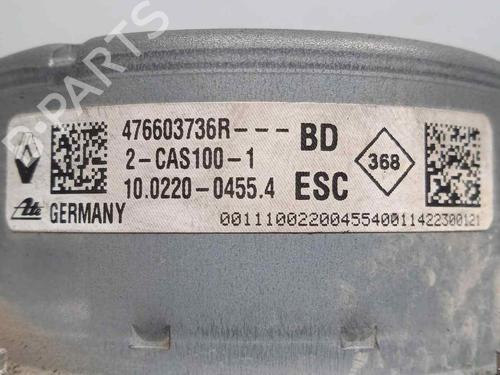 476603736R--- BD
2-CAS100-1
368
10.0220-0455.4 ESC
Ate GERMANY
0011100220045540011422300121
B-PARTS